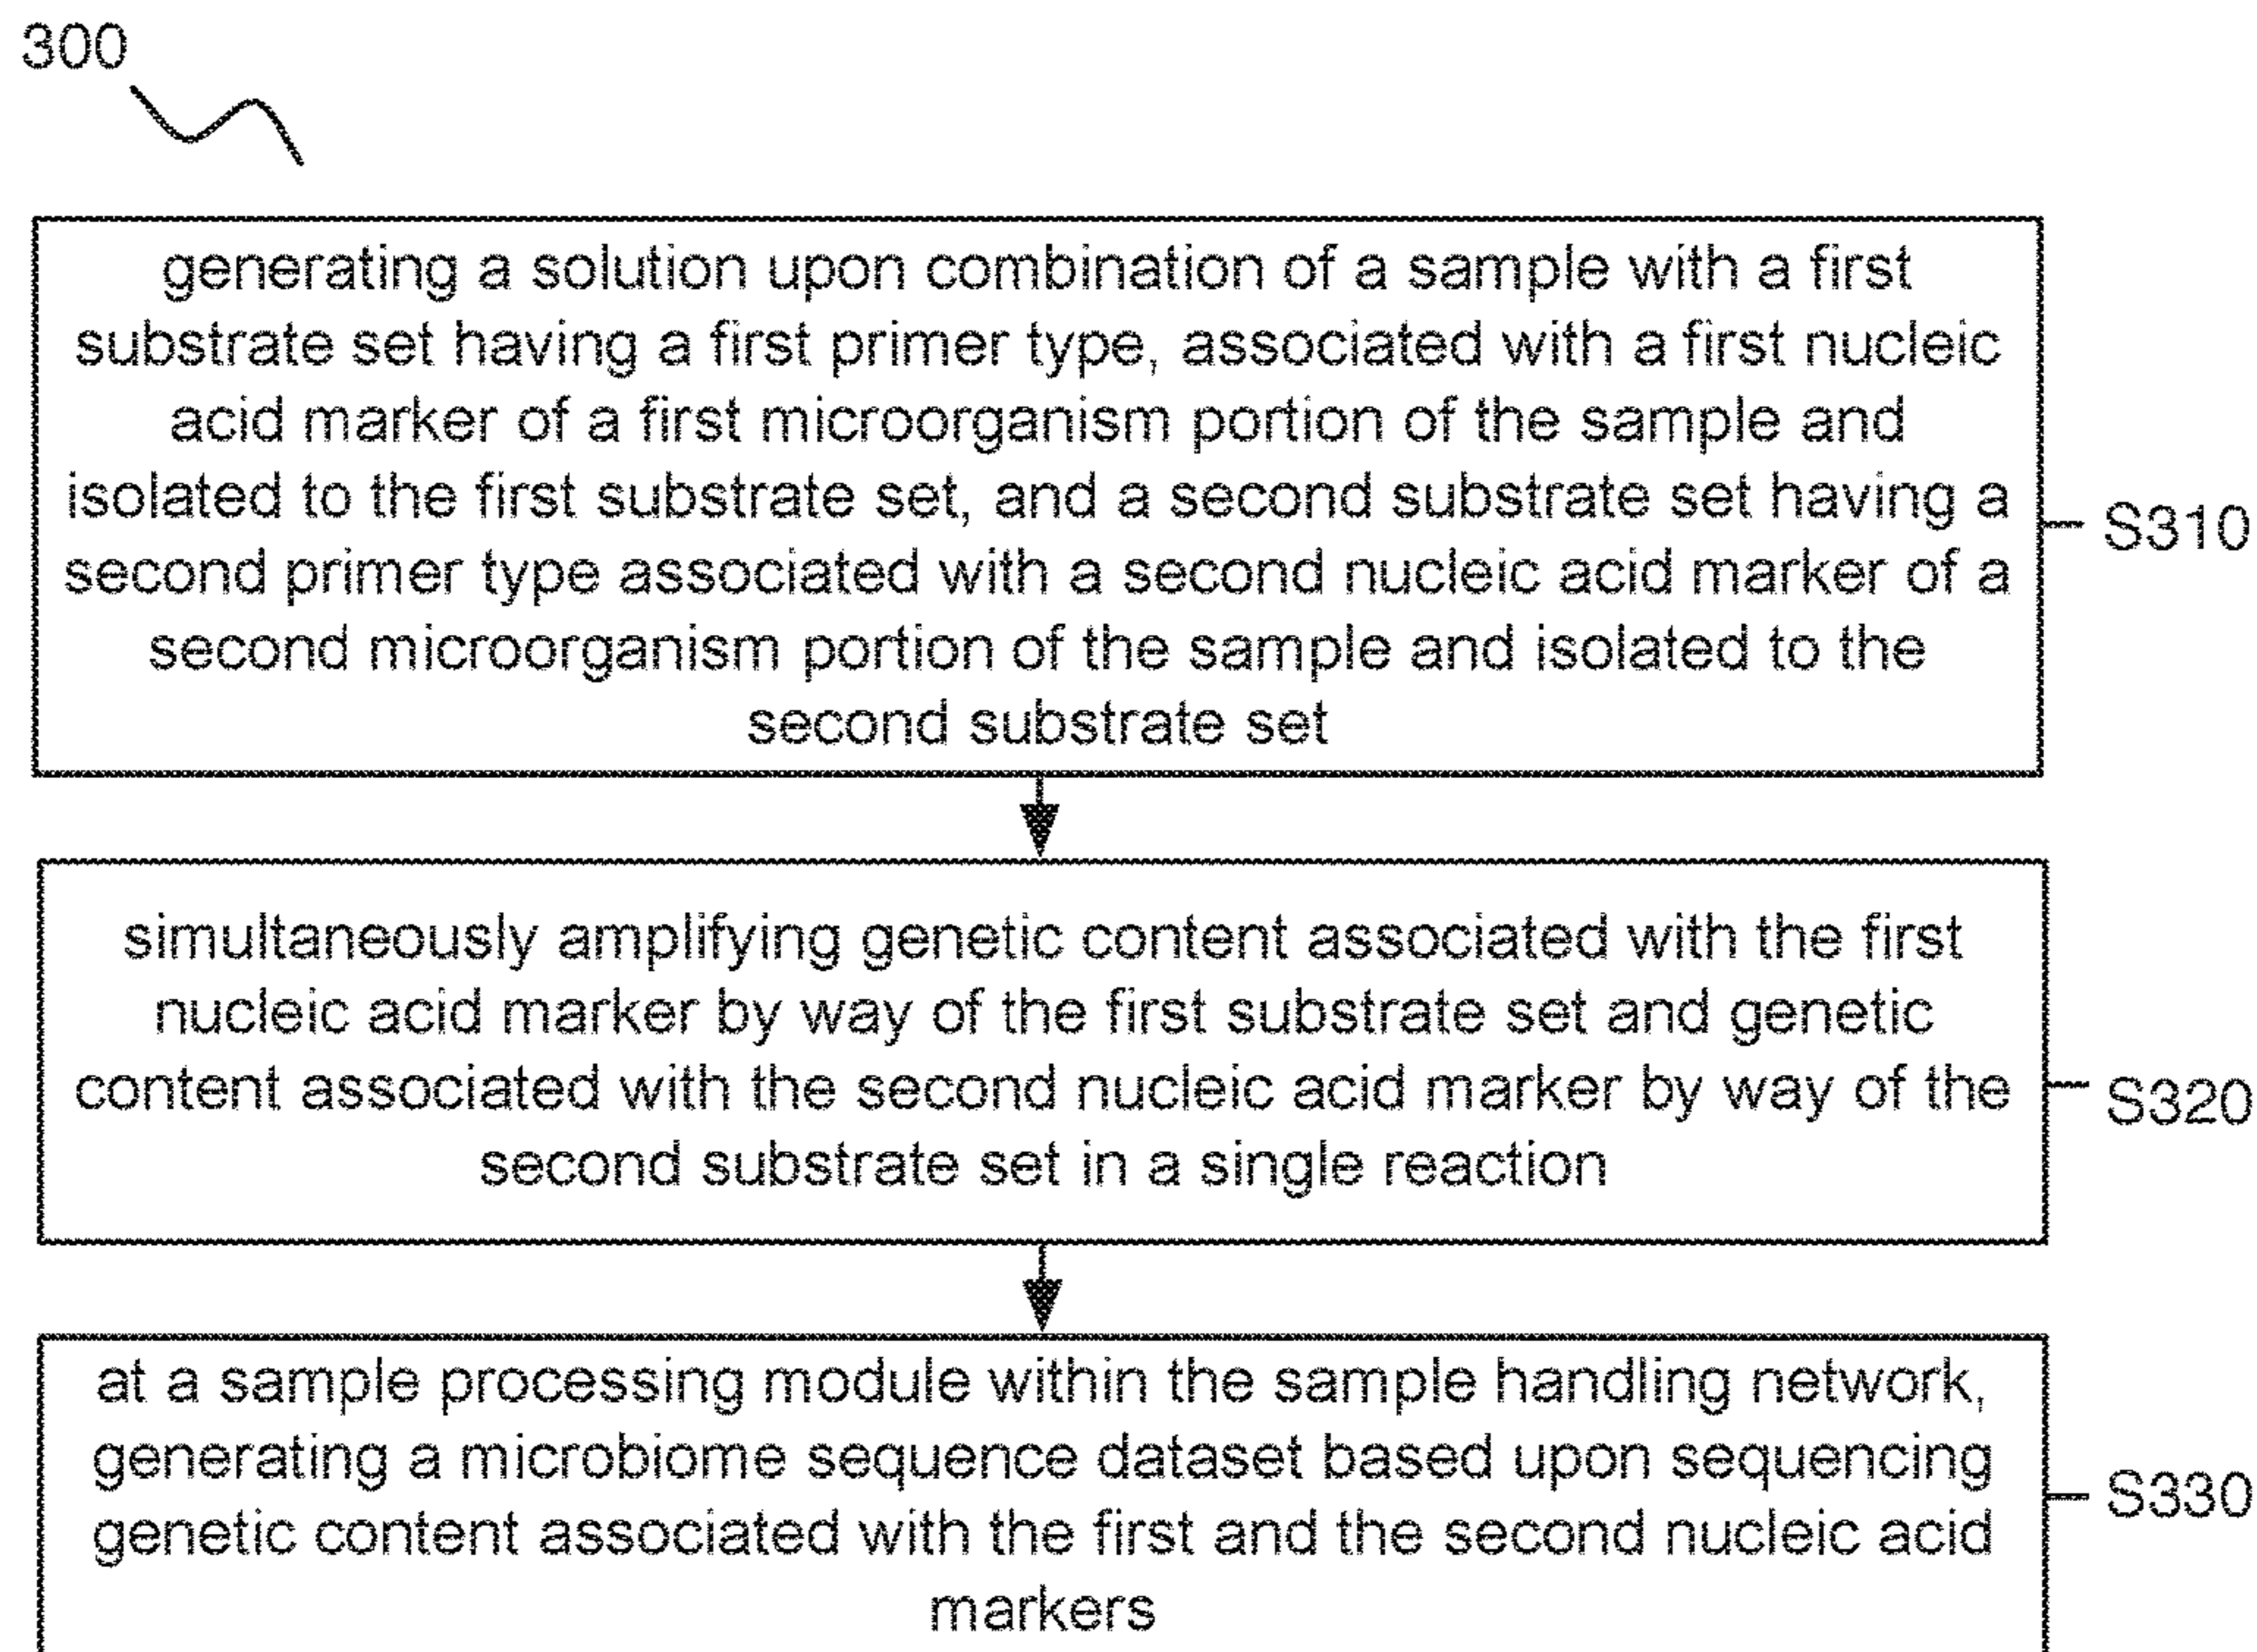 300
generating a solution upon combination of a sample with a first
substrate set having a first primer type, associated with a first nucleic
acid marker of a first microorganism portion of the sample and
isolated to the first substrate set, and a second substrate set having a
second primer type associated with a second nucleic acid marker of a
second microorganism portion of the sample and isolated to the
second substrate set
S310
simultaneously amplifying genetic content associated with the first
nucleic acid marker by way of the first substrate set and genetic
content associated with the second nucleic acid marker by way of the
second substrate set in a single reaction
S320
at a sample processing module within the sample handling network,
generating a microbiome sequence dataset based upon sequencing
genetic content associated with the first and the second nucleic acid
markers
S330